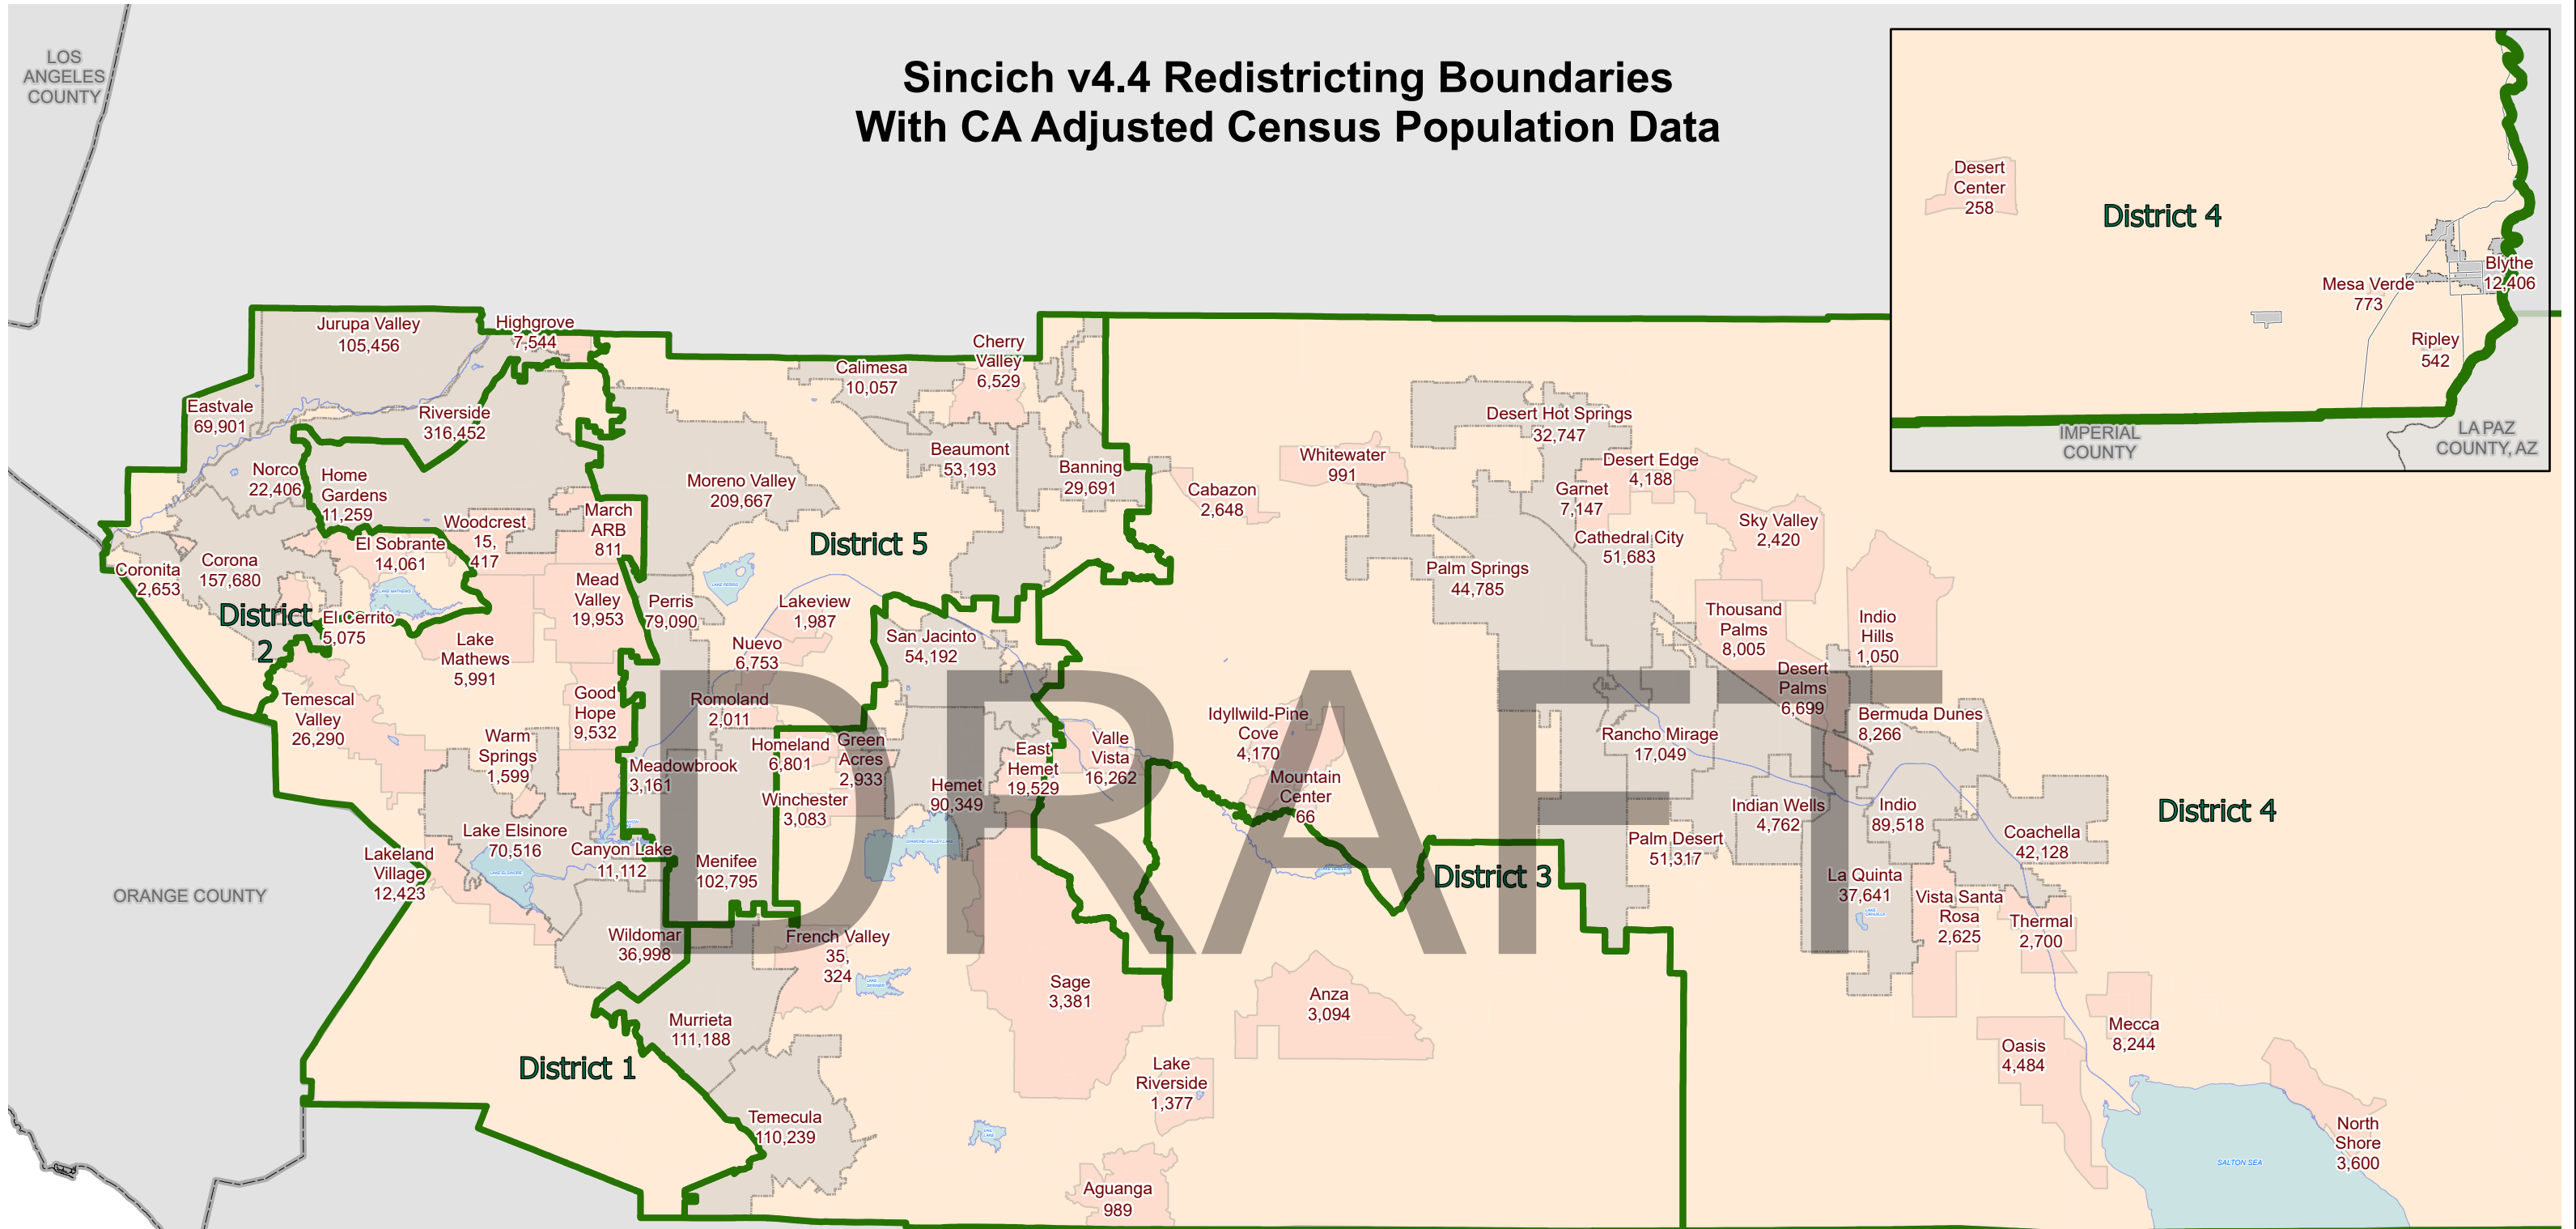 Sincich v4.4 Redistricting Boundaries
With CA Adjusted Census Population Data
LOS
ANGELES
COUNTY
Desert
Center
258
District 4
Blythe
12,406
Mesa Verde
773
Ripley
542
IMPERIAL
COUNTY
LA PAZ
COUNTY, AZ
Jurupa Valley
105,456
Highgrove
7,544
Cherry
Valley
6,529
Calimesa
10,057
Eastvale
69,901
Riverside
316,452
Desert Hot Springs
32,747
Norco
22,406
Home
Gardens
11,259
Moreno Valley
209,667
Beaumont
53,193
Banning
29,691
Whitewater
991
Desert Edge
4,188
Cabazon
2,648
Garnet
7,147
Woodcrest
15,
417
March
ARB
811
Sky Valley
2,420
El Sobrante
14,061
District 5
Cathedral City
51,683
Coronita
2,653
Corona
157,680
Palm Springs
44,785
LAKE MATHEWS
LAKE PERRIS
Mead
Valley
19,953
Perris
79,090
Lakeview
1,987
Thousand
Palms
8,005
Indio
Hills
1,050
District
2
El Cerrito
5,075
Lake
Mathews
5,991
Nuevo
6,753
San Jacinto
54,192
Desert
Palms
6,699
Temescal
Valley
26,290
Good
Hope
9,532
Romoland
2,011
DRAFT
Idyllwild-Pine
Cove
4,170
Bermuda Dunes
8,266
Warm
Springs
1,599
Homeland
6,801
Green
Acres
2,933
East
Hemet
19,529
Valle
Vista
16,262
Rancho Mirage
17,049
Meadowbrook
3,161
Hemet
90,349
Mountain
Center
66
Winchester
3,083
Indian Wells
4,762
Indio
89,518
District 4
Lake Elsinore
70,516
Canyon Lake
11,112
Menifee
102,795
DIAMOND VALLEY LAKE
Palm Desert
51,317
Coachella
42,128
Lakeland
Village
12,423
LAKE ELSINORE
District 3
La Quinta
37,641
ORANGE COUNTY
Vista Santa
Rosa
2,625
Thermal
2,700
Wildomar
36,998
French Valley
35,
324
Sage
3,381
Anza
3,094
Murrieta
111,188
Mecca
8,244
District 1
Lake
Riverside
1,377
Oasis
4,484
Temecula
110,239
North
Shore
3,600
SALTON SEA
Aguanga
989